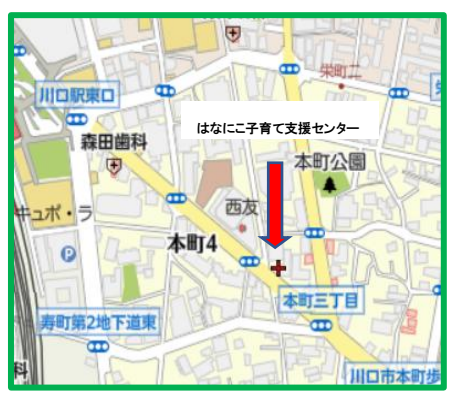 栄町二
川口駅東口
はなにこ子育て支援センター
森田歯科
本町公園
キュポ・ラ
西友
本町4
P
本町三丁目
寿町第2地下道東
科
川口市本町歩